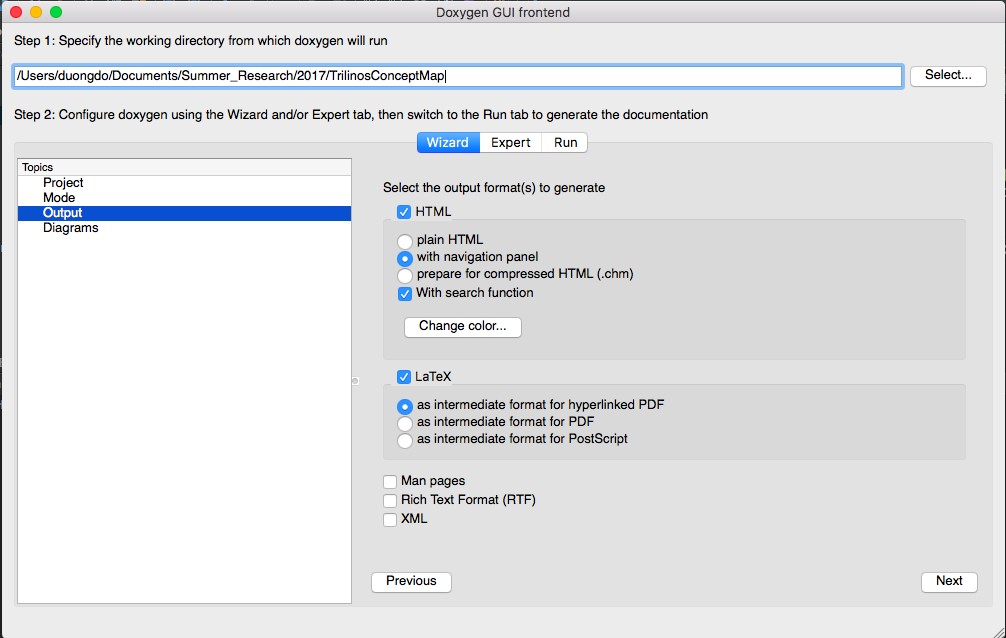 Doxygen GUI frontend
Step 1: Specify the working directory from which doxygen will run
/Users/duongdo/Documents/Summer_Research/2017/TrilinosConceptMap
Select...
Step 2: Configure doxygen using the Wizard and/or Expert tab, then switch to the Run tab to generate the documentation
Wizard Expert Run
Topics
Project
Mode
Output
Diagrams
Select the output format(s) to generate
HTML
plain HTML
with navigation panel
prepare for compressed HTML (.chm)
With search function
Change color...
LaTeX
as intermediate format for hyperlinked PDF
as intermediate format for PDF
as intermediate format for PostScript
Man pages
Rich Text Format (RTF)
XML
Previous
Next